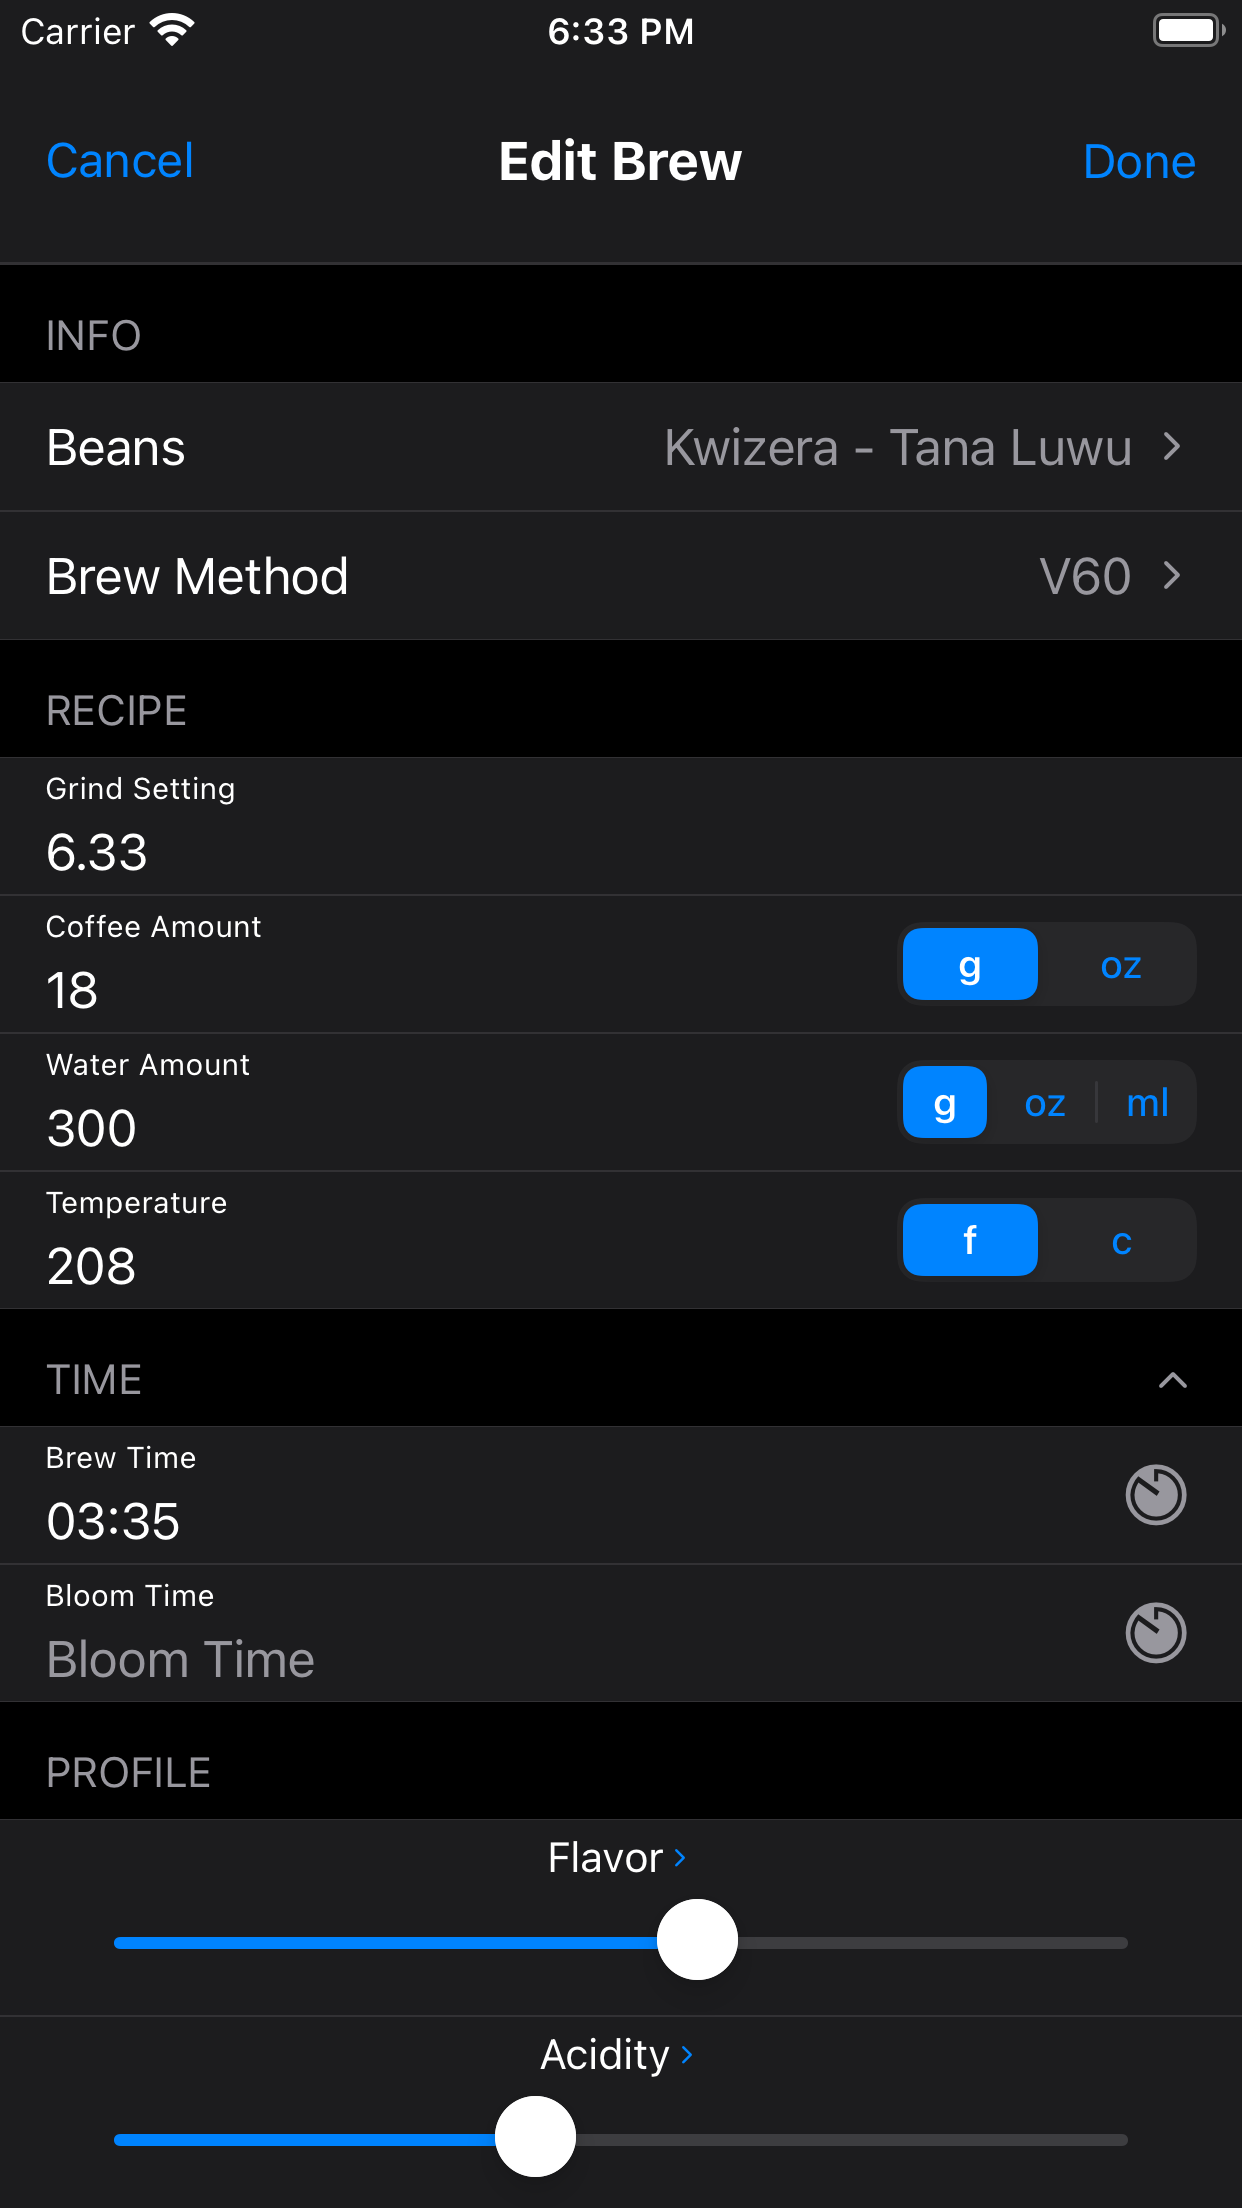 Carrier 6:33 PM
Cancel Edit Brew Done
INFO
Beans Kwizera - Tana Luwu
Brew Method V60
RECIPE
Grind Setting
6.33
Coffee Amount
18 g oz
Water Amount
300 g oz ml
Temperature
208 f c
TIME
Brew Time
03:35
Bloom Time
Bloom Time
PROFILE
Flavor
Acidity